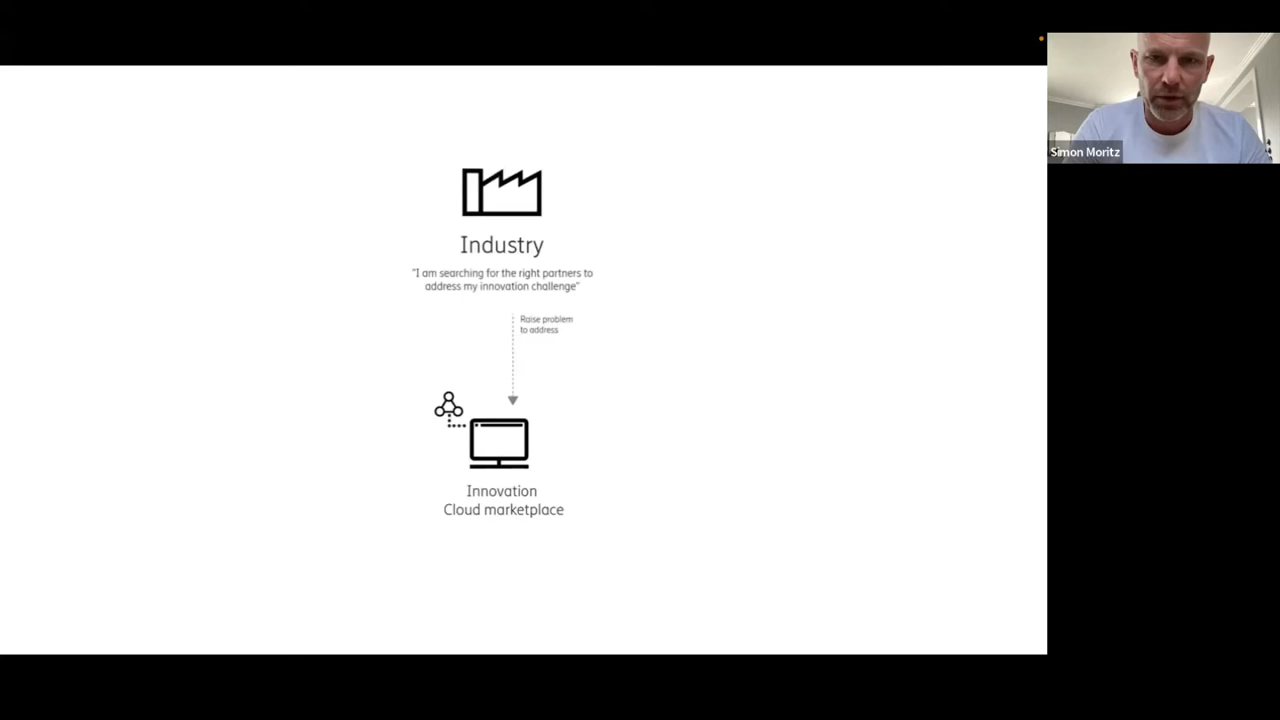 Simon Moritz
Industry
"I am searching for the right partners to
address my innovation challenge"
Raise problem
to address
Innovation
Cloud marketplace